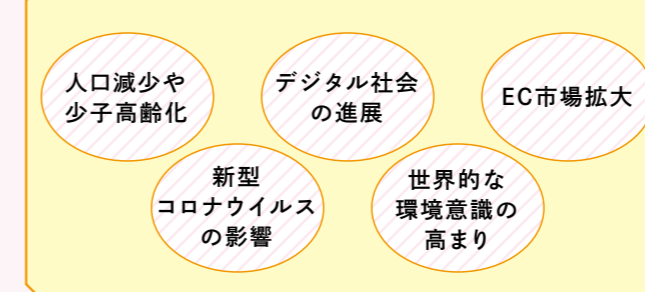 人口減少や
少子高齢化
デジタル社会
の進展
EC市場拡大
新型
コロナウイルス
の影響
世界的な
環境意識の
高まり